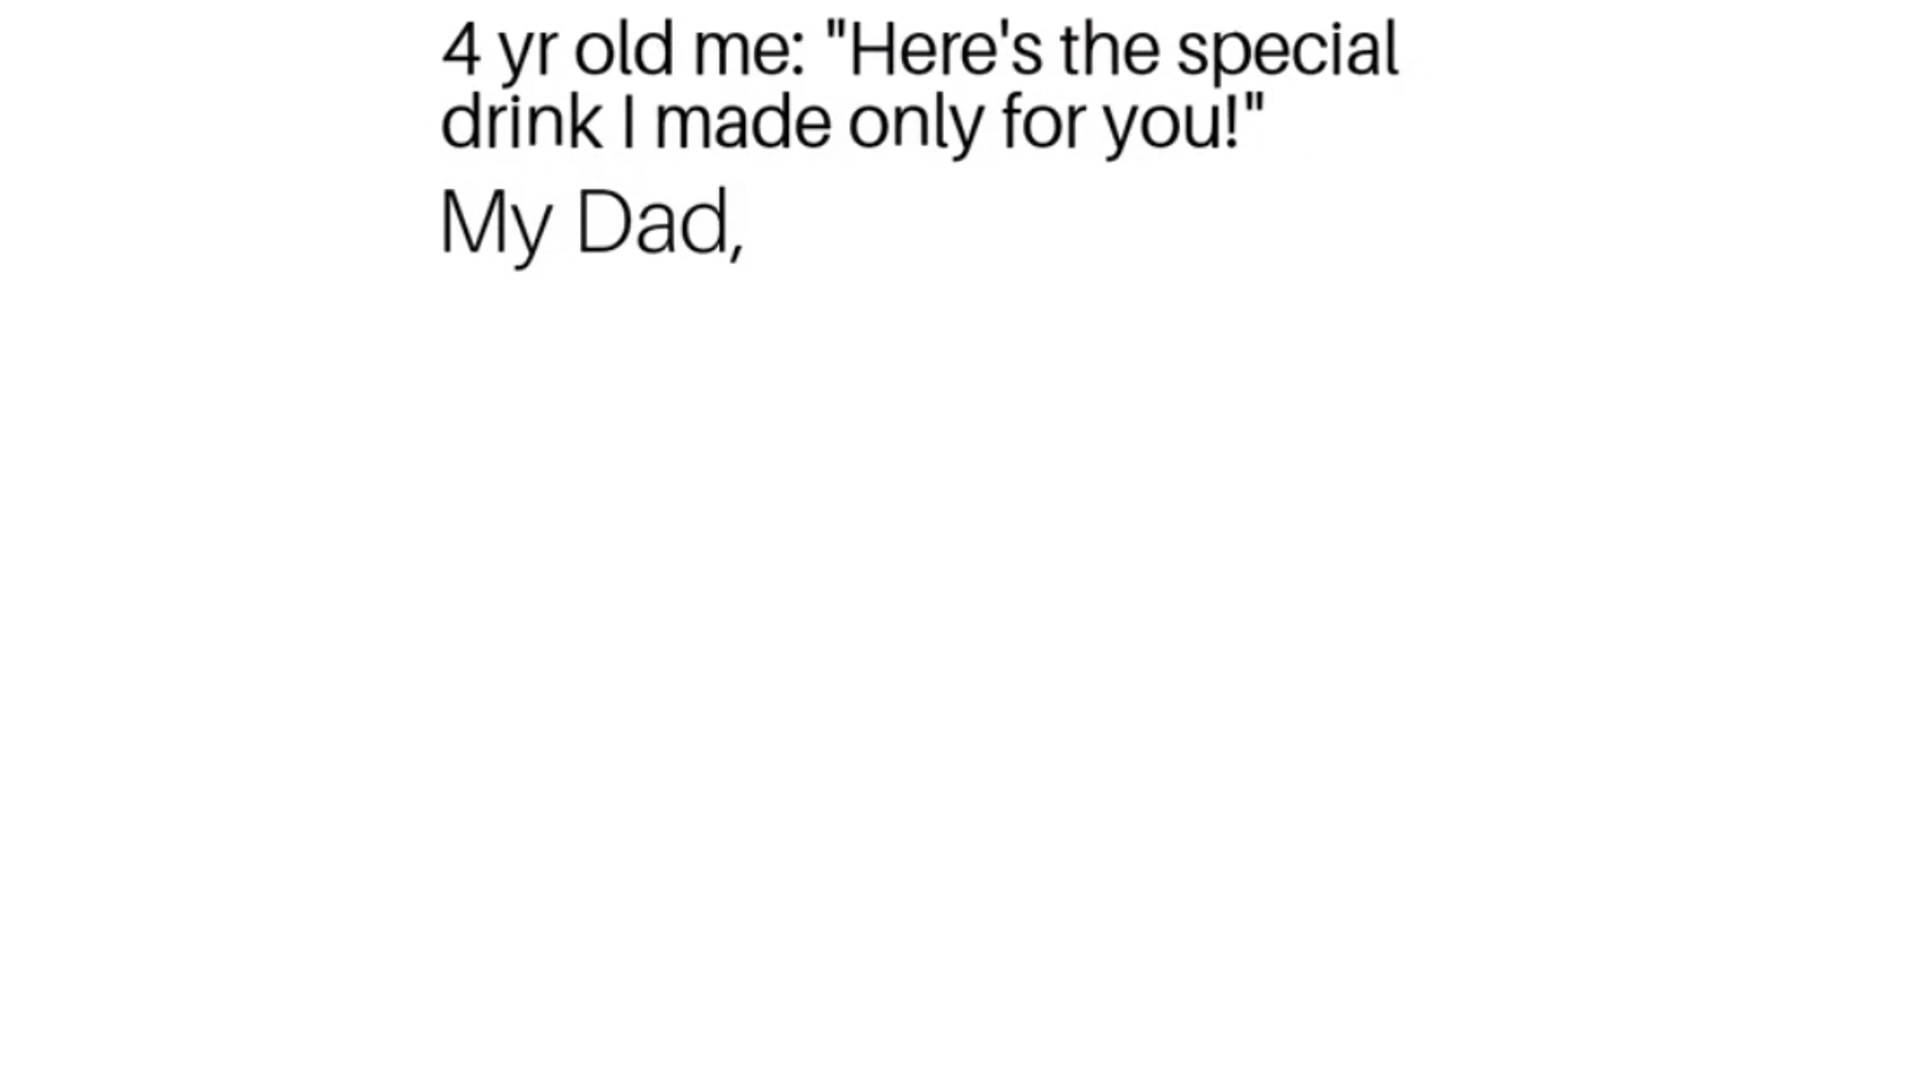 4 yr old me: "Here's the special
drink I made only for you!"
My Dad,